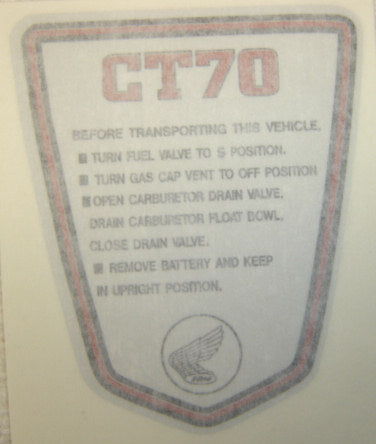 CT70
BEFORE TRANSPORTING THIS VEHICLE,
■ TURN FUEL VALVE TO S POSITION.
■ TURN GAS CAP VENT TO OFF POSITION
■ OPEN CARBURETOR DRAIN VALVE.
DRAIN CARBURETOR FLOAT BOWL.
CLOSE DRAIN VALVE.
■ REMOVE BATTERY AND KEEP
IN UPRIGHT POSITION.